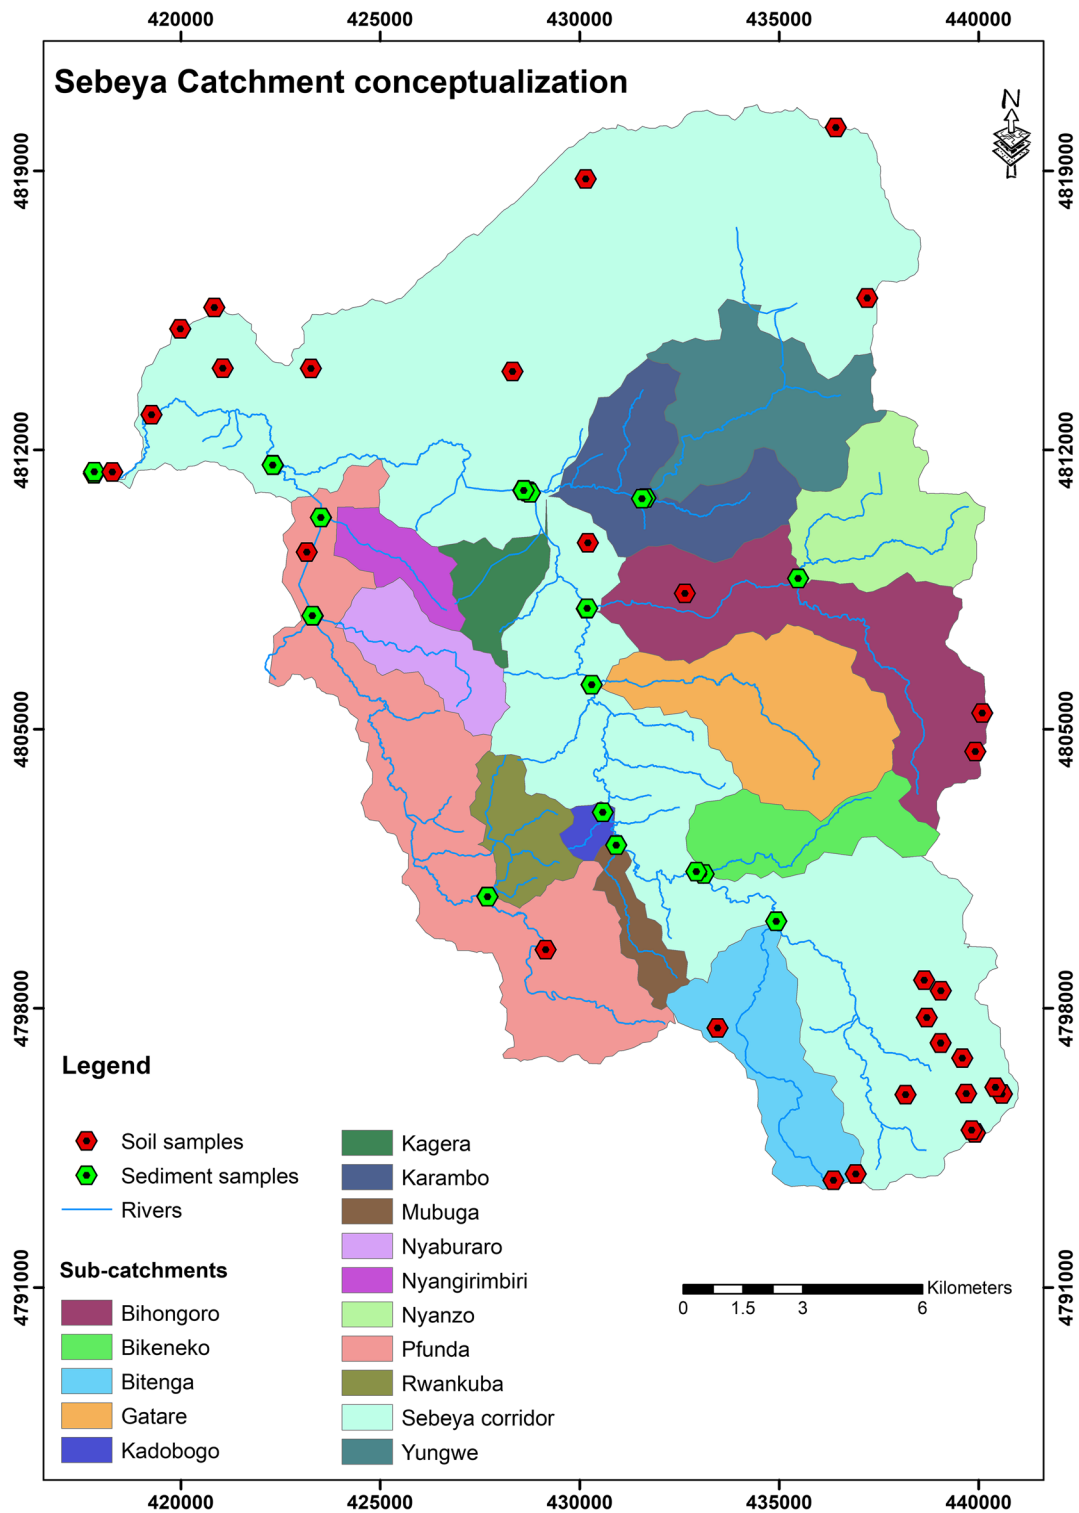 420000 425000 430000 435000 440000
Sebeya Catchment conceptualization
N
4819000 4819000
4812000 4812000
4805000 4805000
4798000 4798000
Legend
Soil samples
Sediment samples
Rivers
Sub-catchments
Bihongoro
Bikeneko
Bitenga
Gatare
Kadobogo
Kagera
Karambo
Mubuga
Nyaburaro
Nyangirimbiri
Nyanzo
Pfunda
Rwankuba
Sebeya corridor
Yungwe
4791000 4791000
Kilometers
0 1.5 3 6
420000 425000 430000 435000 440000